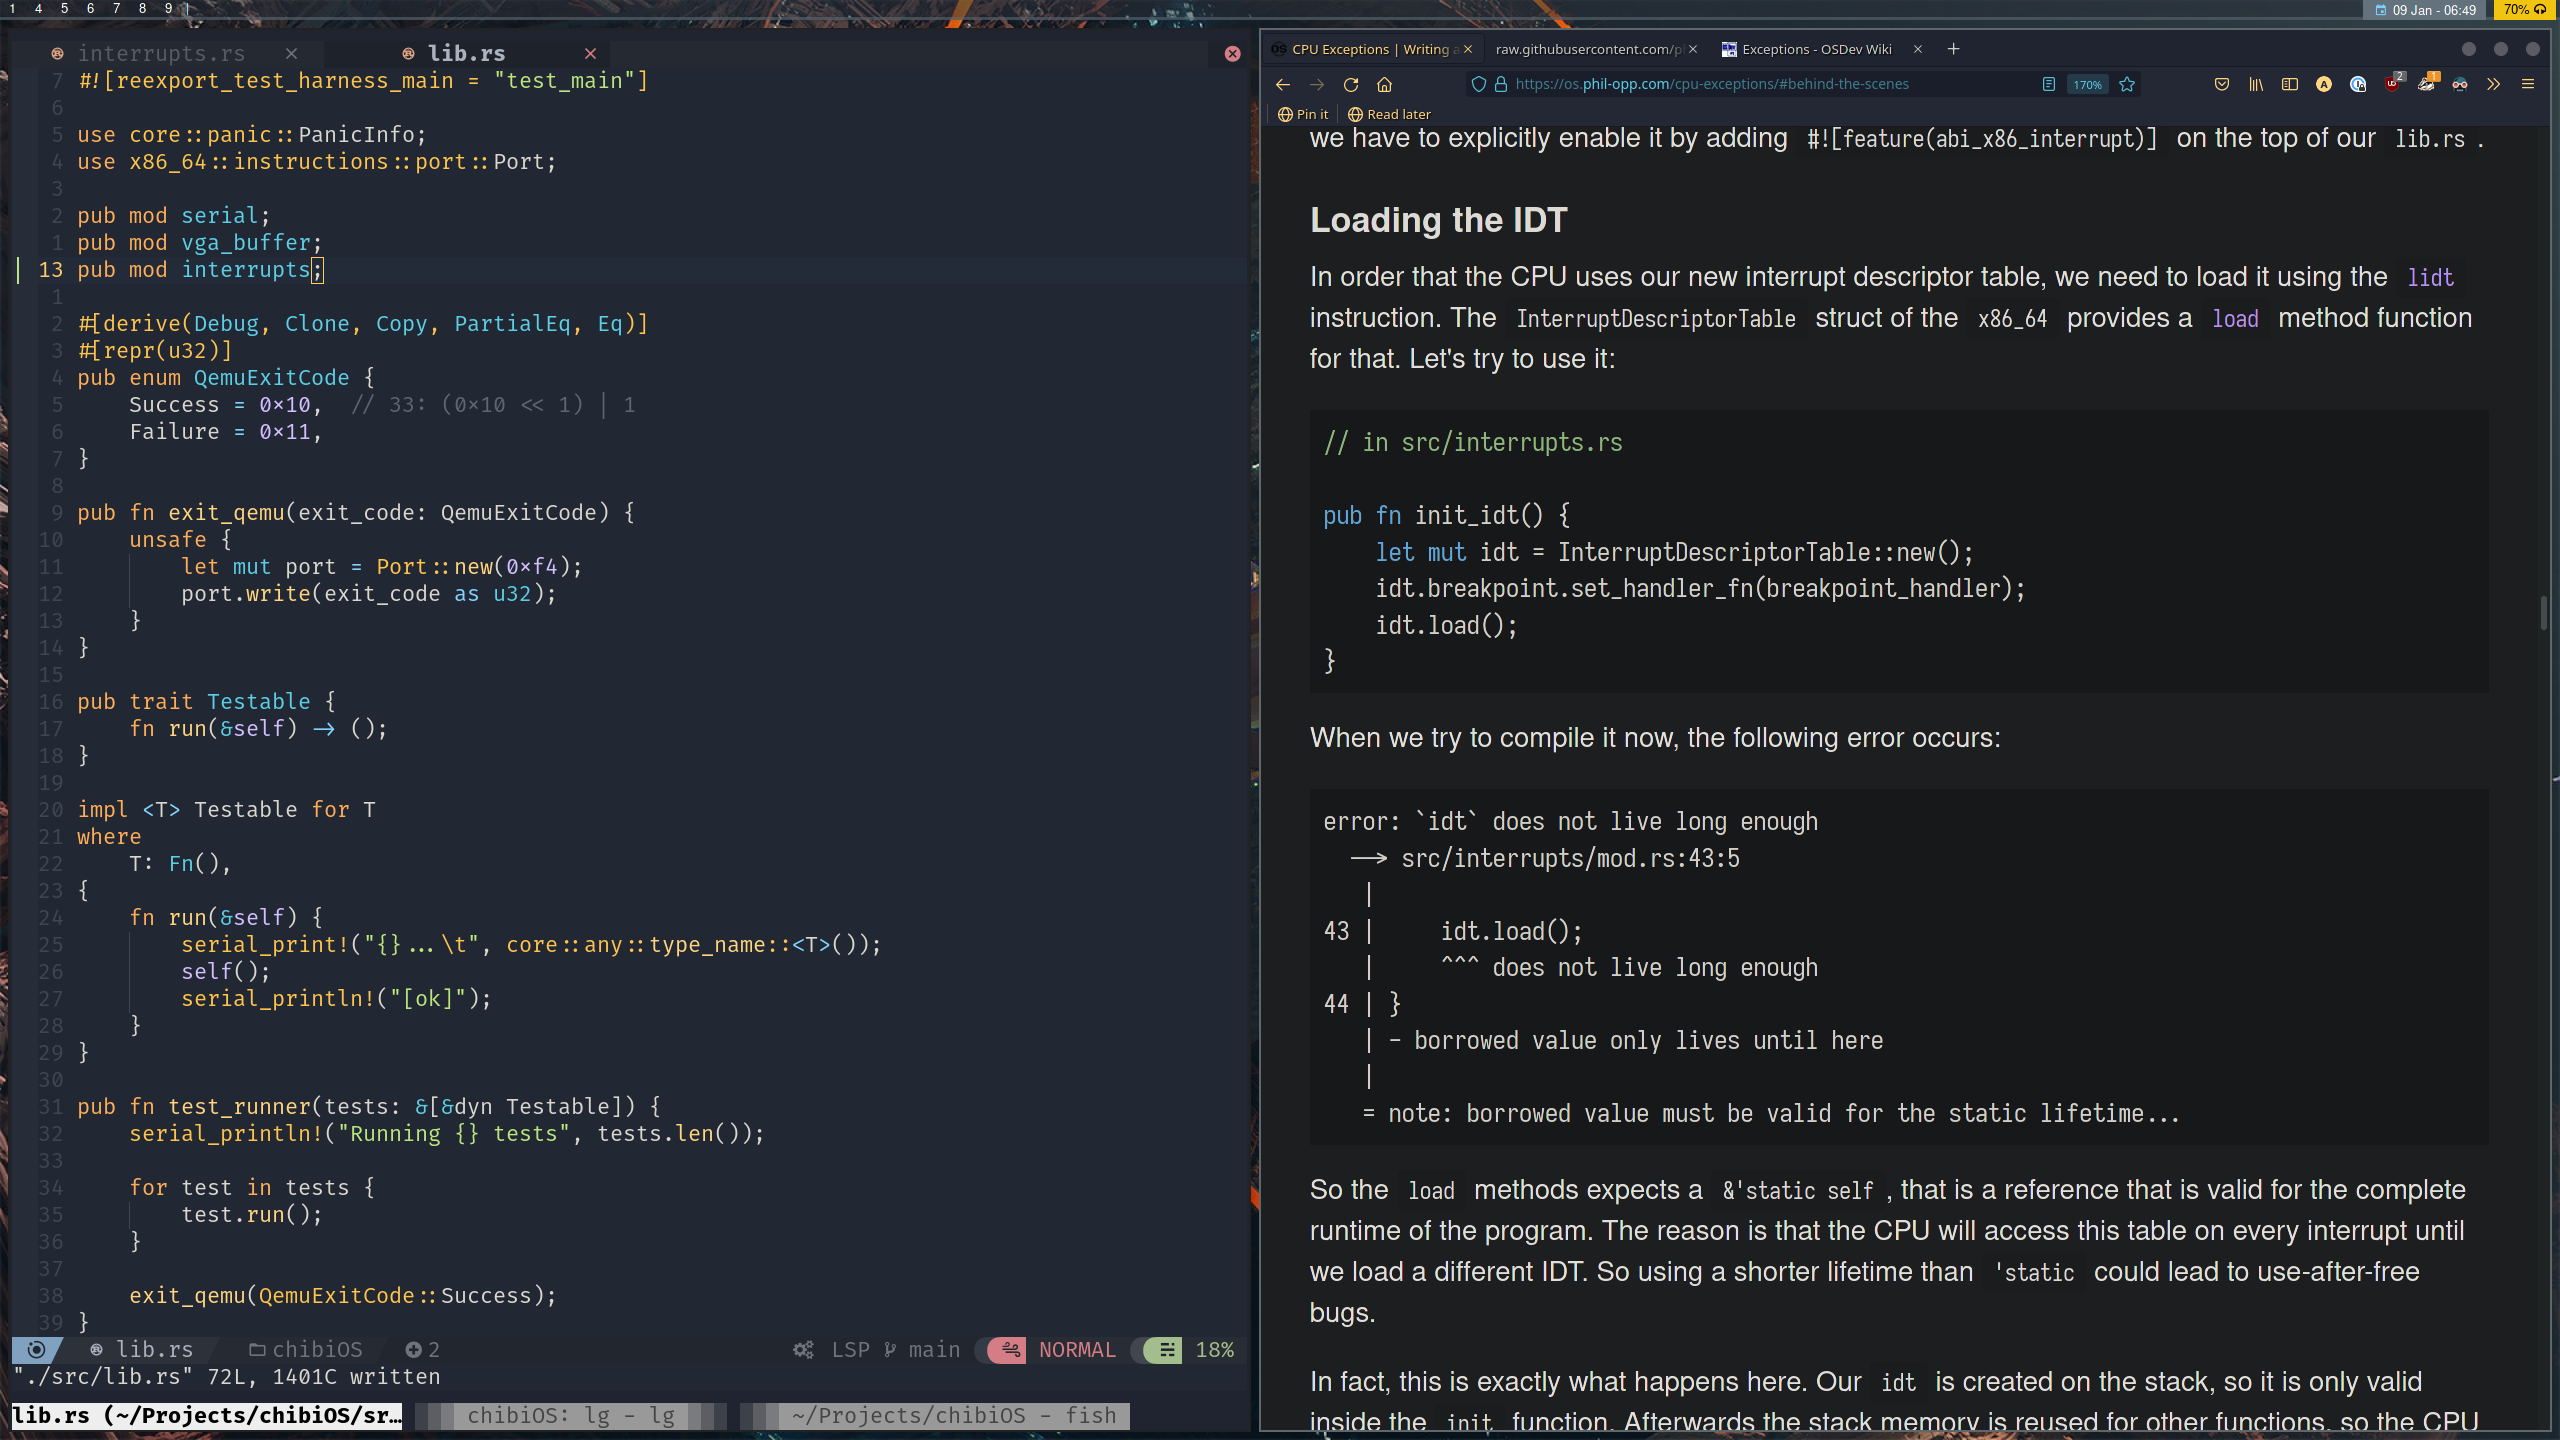 1 4 5 6 7 8 9 |
09 Jan - 06:49 70%
interrupts.rs
lib.rs
7 #![reexport_test_harness_main = "test_main"]
6
5 use core::panic::PanicInfo;
4 use x86_64::instructions::port::Port;
3
2 pub mod serial;
1 pub mod vga_buffer;
13 pub mod interrupts;
1
2 #[derive(Debug, Clone, Copy, PartialEq, Eq)]
3 #[repr(u32)]
4 pub enum QemuExitCode {
5 Success = 0x10, // 33: (0x10 << 1) | 1
6 Failure = 0x11,
7 }
8
9 pub fn exit_qemu(exit_code: QemuExitCode) {
10 unsafe {
11 let mut port = Port::new(0xf4);
12 port.write(exit_code as u32);
13 }
14 }
15
16 pub trait Testable {
17 fn run(&self) -> ();
18 }
19
20 impl <T> Testable for T
21 where
22 T: Fn(),
23 {
24 fn run(&self) {
25 serial_print!("{}...\t", core::any::type_name::<T>());
26 self();
27 serial_println!("[ok]");
28 }
29 }
30
31 pub fn test_runner(tests: &[&dyn Testable]) {
32 serial_println!("Running {} tests", tests.len());
33
34 for test in tests {
35 test.run();
36 }
37
38 exit_qemu(QemuExitCode::Success);
39 }
lib.rs chibiOS 2 LSP main NORMAL 18%
"./src/lib.rs" 72L, 1401C written
lib.rs (~/Projects/chibiOS/sr… chibiOS: lg - lg ~/Projects/chibiOS - fish
CPU Exceptions | Writing raw.githubusercontent.com/p Exceptions - OSDev Wiki
https://os.phil-opp.com/cpu-exceptions/#behind-the-scenes 170% 2 1
Pin it Read later
we have to explicitly enable it by adding #![feature(abi_x86_interrupt)] on the top of our lib.rs .
Loading the IDT
In order that the CPU uses our new interrupt descriptor table, we need to load it using the lidt
instruction. The InterruptDescriptorTable struct of the x86_64 provides a load method function
for that. Let's try to use it:
// in src/interrupts.rs
pub fn init_idt() {
let mut idt = InterruptDescriptorTable::new();
idt.breakpoint.set_handler_fn(breakpoint_handler);
idt.load();
}
When we try to compile it now, the following error occurs:
error: `idt` does not live long enough
--> src/interrupts/mod.rs:43:5
|
43 | idt.load();
| ^^^ does not live long enough
44 | }
| - borrowed value only lives until here
|
= note: borrowed value must be valid for the static lifetime...
So the load methods expects a &'static self , that is a reference that is valid for the complete
runtime of the program. The reason is that the CPU will access this table on every interrupt until
we load a different IDT. So using a shorter lifetime than 'static could lead to use-after-free
bugs.
In fact, this is exactly what happens here. Our idt is created on the stack, so it is only valid
inside the init function. Afterwards the stack memory is reused for other functions, so the CPU